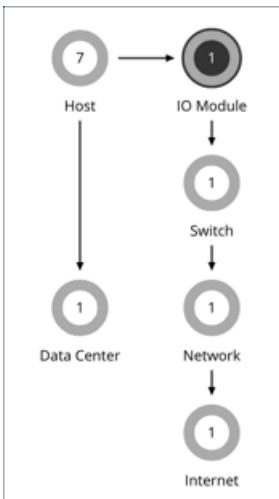 7 1
Host IO Module
1
Switch
1 1
Data Center Network
1
Internet